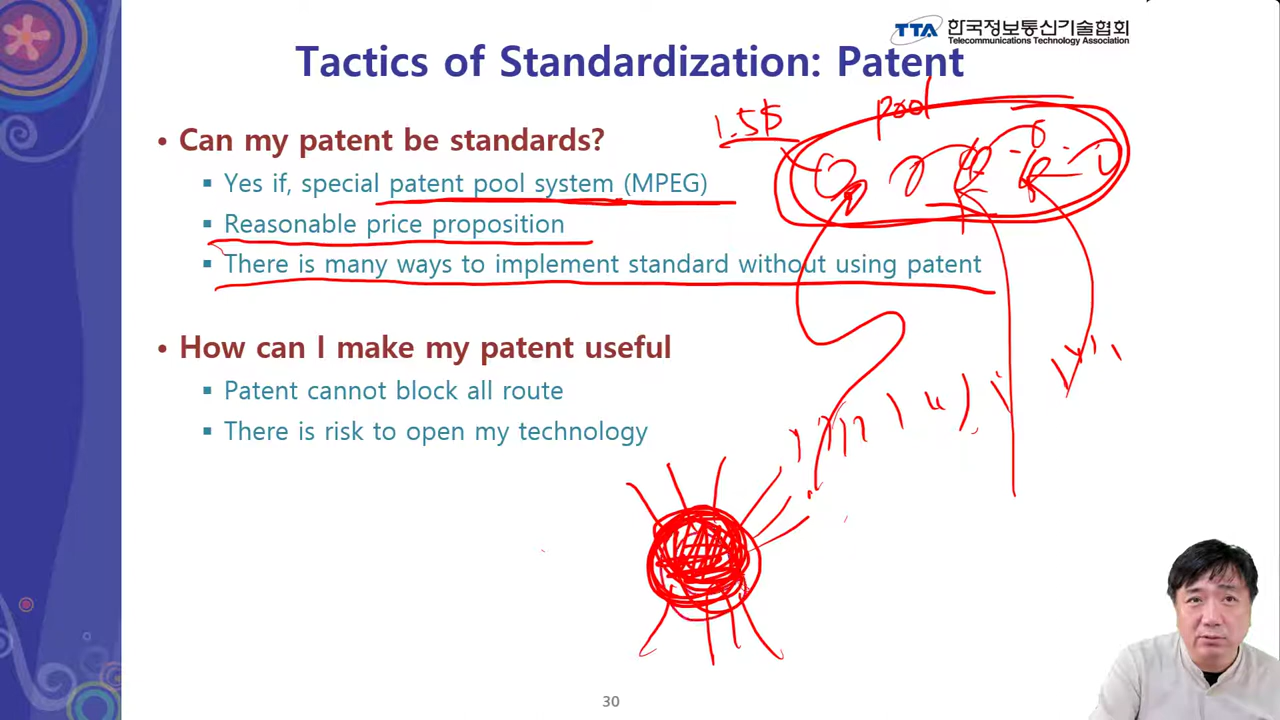 TTA 한국정보통신기술협회
Telecommunications Technology Association
Tactics of Standardization: Patent
pool
1.5$
• Can my patent be standards?
▪ Yes if, special patent pool system (MPEG)
▪ Reasonable price proposition
▪ There is many ways to implement standard without using patent
• How can I make my patent useful
▪ Patent cannot block all route
▪ There is risk to open my technology
30